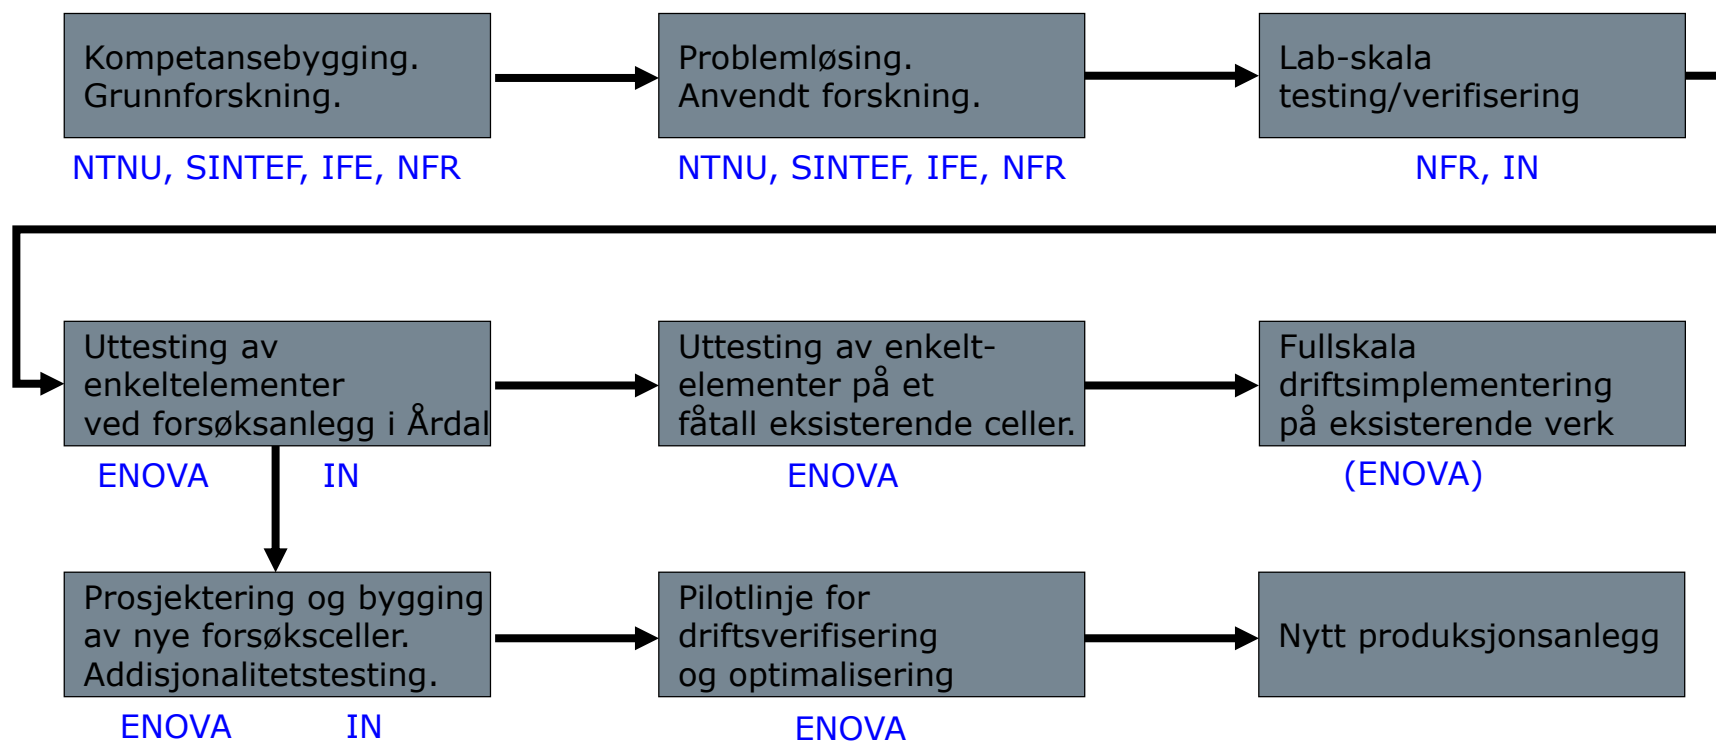 Kompetansebygging.
Grunnforskning.
NTNU, SINTEF, IFE, NFR
Problemløsing.
Anvendt forskning.
NTNU, SINTEF, IFE, NFR
Lab-skala
testing/verifisering
NFR, IN
Uttesting av
enkeltelementer
ved forsøksanlegg i Årdal
ENOVA IN
Uttesting av enkelt-
elementer på et
fåtall eksisterende celler.
ENOVA
Fullskala
driftsimplementering
på eksisterende verk
(ENOVA)
Prosjektering og bygging
av nye forsøksceller.
Addisjonalitetstesting.
ENOVA IN
Pilotlinje for
driftsverifisering
og optimalisering
ENOVA
Nytt produksjonsanlegg